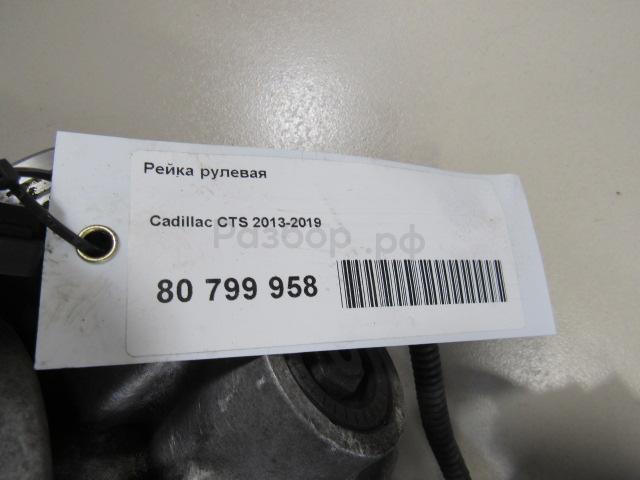 Рейка рулевая
Cadillac CTS 2013-2019
Разбор.рф
80 799 958